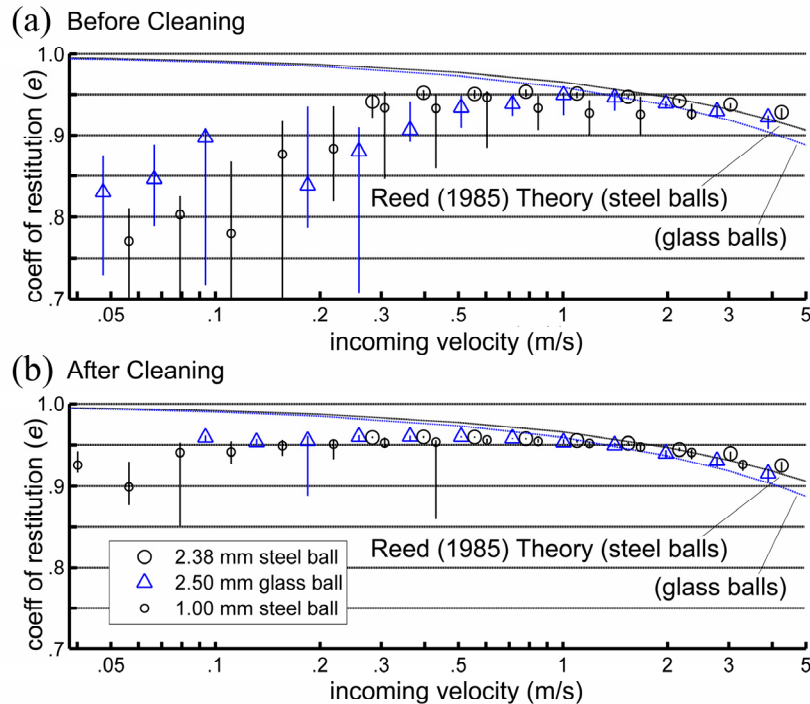 (a) Before Cleaning
coeff of restitution (e)
1.0
.9
.8
.7
Reed (1985) Theory (steel balls)
(glass balls)
.05 .1 .2 .3 .5 1 2 3 5
incoming velocity (m/s)
(b) After Cleaning
coeff of restitution (e)
1.0
.9
.8
.7
Reed (1985) Theory (steel balls)
(glass balls)
2.38 mm steel ball
2.50 mm glass ball
1.00 mm steel ball
.05 .1 .2 .3 .5 1 2 3 5
incoming velocity (m/s)